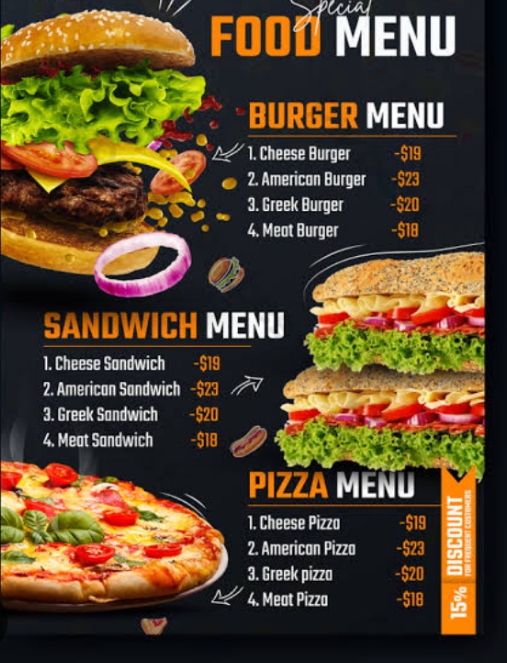 Special
FOOD MENU
BURGER MENU
1. Cheese Burger -$19
2. American Burger -$23
3. Greek Burger -$20
4. Meat Burger -$18
SANDWICH MENU
1. Cheese Sandwich -$19
2. American Sandwich -$23
3. Greek Sandwich -$20
4. Meat Sandwich -$18
PIZZA MENU
1. Cheese Pizza -$19
2. American Pizza -$23
3. Greek pizza -$20
4. Meat Pizza -$18
15% DISCOUNT
FOR FREQUENT CUSTOMERS